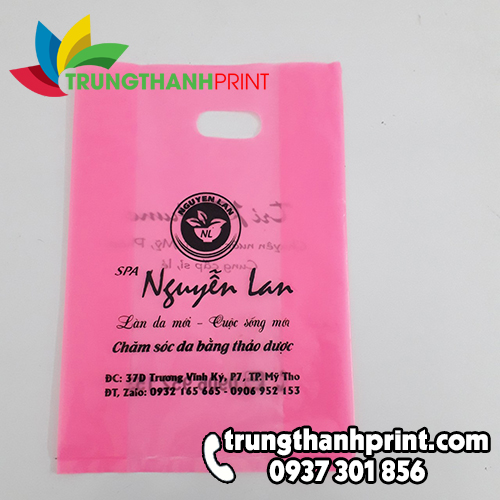 TRUNGTHANHPRINT
NGUYEN LAN
NL
SPA
Nguyễn Lan
Làn da mới - Cuộc sống mới
Chăm sóc da bằng thảo dược
ĐC: 37D Trương Vĩnh Ký, P7, TP. Mỹ Tho
ĐT, Zalo: 0932 165 665 - 0906 952 153
trungthanhprint.com
0937 301 856